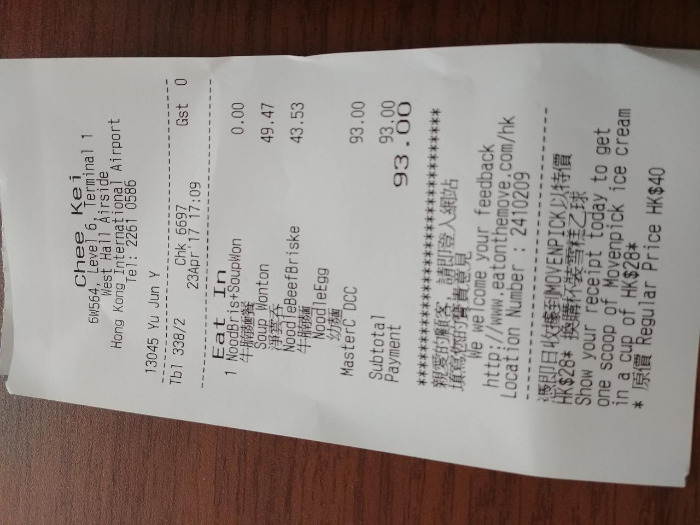 Chee Kei
6W564, Level 6, Terminal 1
West Hall Airside
Hong Kong International Airport
Tel: 2261 0586
13045 Yu Jun Y
Tbl 338/2 Chk 6697 Gst 0
23Apr'17 17:09
Eat In
1 NoodBris+SoupWon 0.00
牛腩麵餐
Soup Wonton 49.47
淨雲吞
NoodleBeefBriske 43.53
牛腩麵
NoodleEgg
幼麵
MasterC DCC 93.00
Subtotal 93.00
Payment 93.00
****************************************
親愛的顧客 請即登入網站
填寫您的寶貴意見
We welcome your feedback
http://www.eatonthemove.com/hk
Location Number : 2410209
----------------------------------------
憑即日收據到MOVENPICK以特價
HK$28* 換購杯裝雪糕乙球
Show your receipt today to get
one scoop of Movenpick ice cream
in a cup of HK$28*
* 原價 Regular Price HK$40